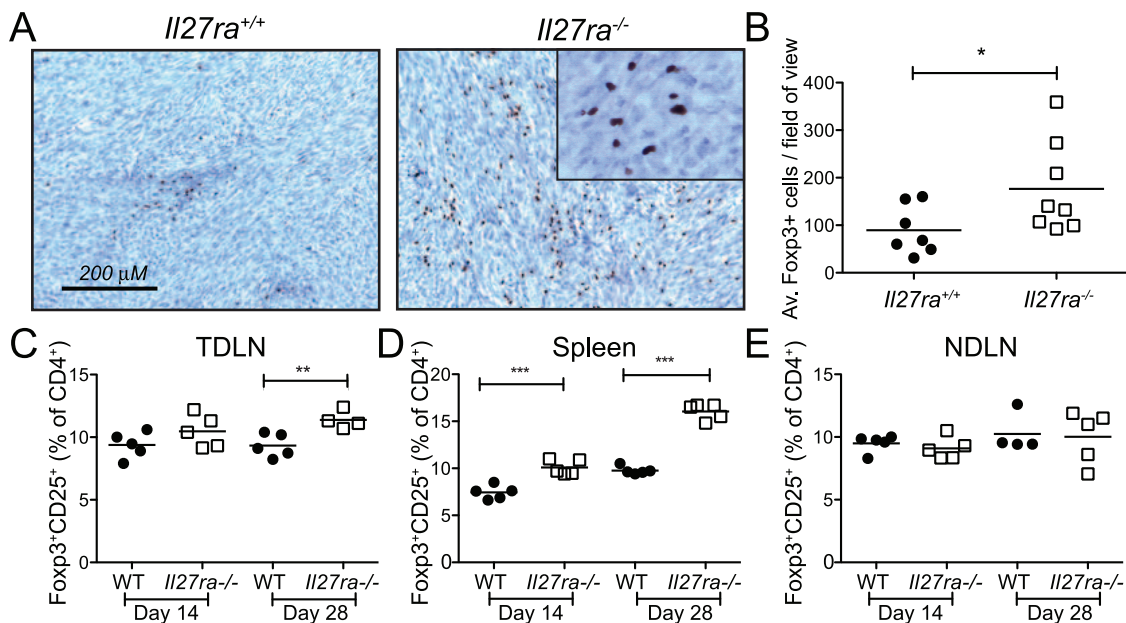 A
Il27ra+/+
Il27ra-/-
200 µM
B
*
Av. Foxp3+ cells / field of view
400
300
200
100
0
Il27ra+/+
Il27ra-/-
C
TDLN
Foxp3+CD25+ (% of CD4+)
15
10
5
0
**
WT
Il27ra-/-
WT
Il27ra-/-
Day 14
Day 28
D
Spleen
Foxp3+CD25+ (% of CD4+)
20
15
10
5
0
***
***
WT
Il27ra-/-
WT
Il27ra-/-
Day 14
Day 28
E
NDLN
Foxp3+CD25+ (% of CD4+)
15
10
5
0
WT
Il27ra-/-
WT
Il27ra-/-
Day 14
Day 28